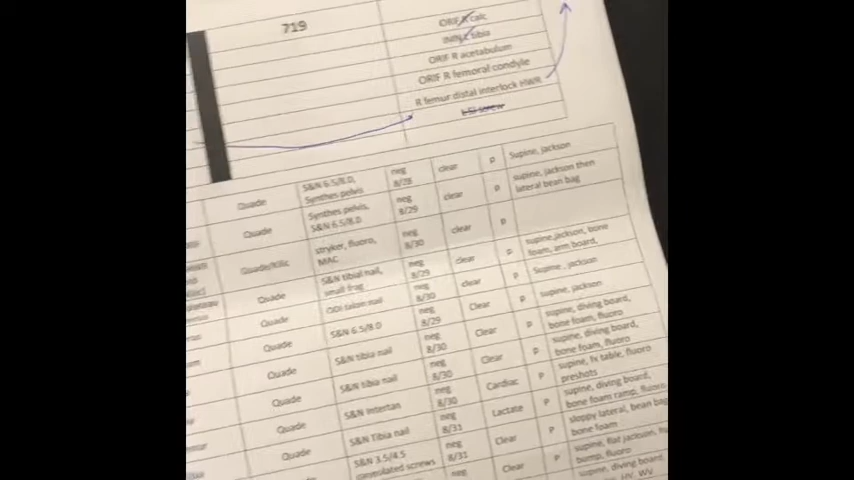 719
ORIF R calc
tibia
ORIF R acetabulum
ORIF R femoral condyle
R femur distal interlock HWR
screw
Quade S&N 6.5/8.0, neg clear p Supine, jackson
Synthes pelvis 8/28
Quade Synthes pelvis, neg clear p supine, jackson then
S&N 6.5/8.0 8/29 lateral bean bag
Quade/Kilic stryker, fluoro, neg clear p
MAC 8/30
Quade S&N tibial nail, neg clear p supine,jackson, bone
small frag 8/29 foam, arm board,
Quade nail neg clear p Supine , jackson
8/30
Quade S&N 6.5/8.0 neg Clear p supine, jackson
8/29
Quade S&N tibia nail neg Clear p supine, diving board,
8/30 bone foam, fluoro
Quade S&N tibia nail neg Clear p supine, diving board,
8/30 bone foam, fluoro
Quade S&N Intertan neg Cardiac p supine, fx table, fluoro
8/30 preshots
Quade S&N Tibia nail neg Lactate p supine, diving board,
8/31 bone foam ramp, fluoro
Quade S&N 3.5/4.5 neg Clear p sloppy lateral, bean bag
cannulated screws 8/31 bone foam
neg Clear p supine, flat jackson,
bump, fluoro
supine, diving board